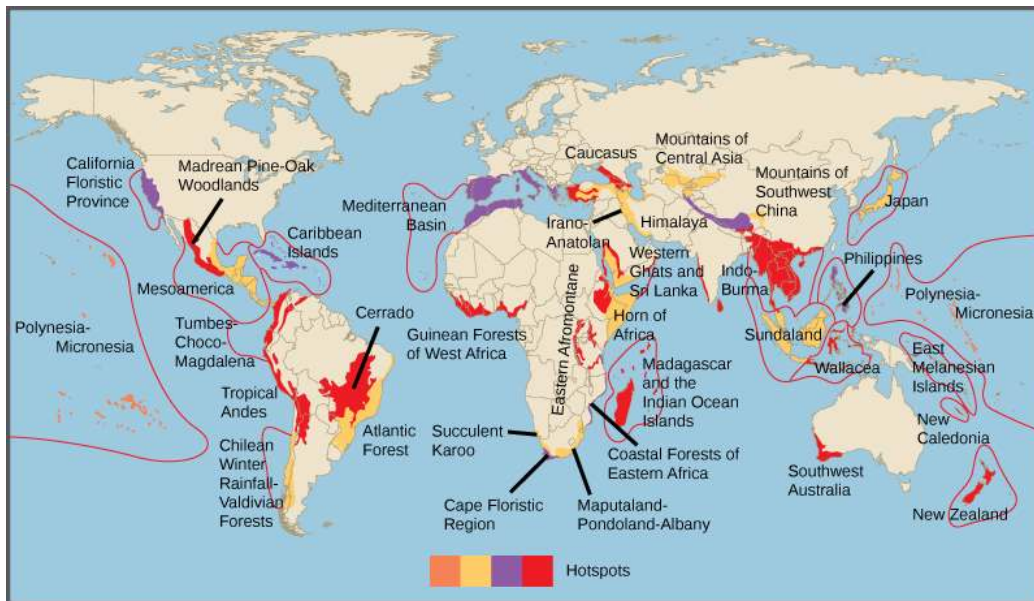 California
Floristic
Province
Madrean Pine-Oak
Woodlands
Caribbean
Islands
Mesoamerica
Polynesia-
Micronesia
Tumbes-
Choco-
Magdalena
Cerrado
Tropical
Andes
Atlantic
Forest
Chilean
Winter
Rainfall-
Valdivian
Forests
Mediterranean
Basin
Caucasus
Irano-
Anatolan
Mountains of
Central Asia
Mountains of
Southwest
China
Himalaya
Japan
Western
Ghats and
Sri Lanka
Indo-
Burma
Philippines
Guinean Forests
of West Africa
Eastern Afromontane
Horn of
Africa
Sundaland
Wallacea
Polynesia-
Micronesia
East
Melanesian
Islands
Madagascar
and the
Indian Ocean
Islands
New
Caledonia
Succulent
Karoo
Coastal Forests of
Eastern Africa
Cape Floristic
Region
Maputaland-
Pondoland-Albany
Southwest
Australia
New Zealand
Hotspots